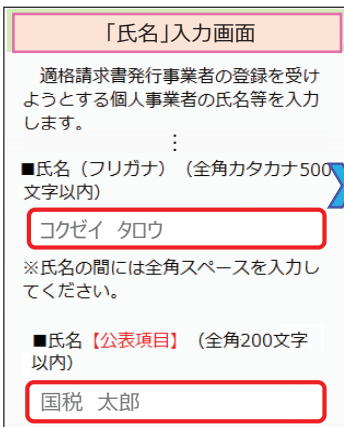 「氏名」入力画面
適格請求書発行事業者の登録を受け
ようとする個人事業者の氏名等を入力
します。
⋮
■氏名（フリガナ）（全角カタカナ500
文字以内）
コクゼイ タロウ
※氏名の間には全角スペースを入力し
てください。
■氏名【公表項目】（全角200文字
以内）
国税 太郎